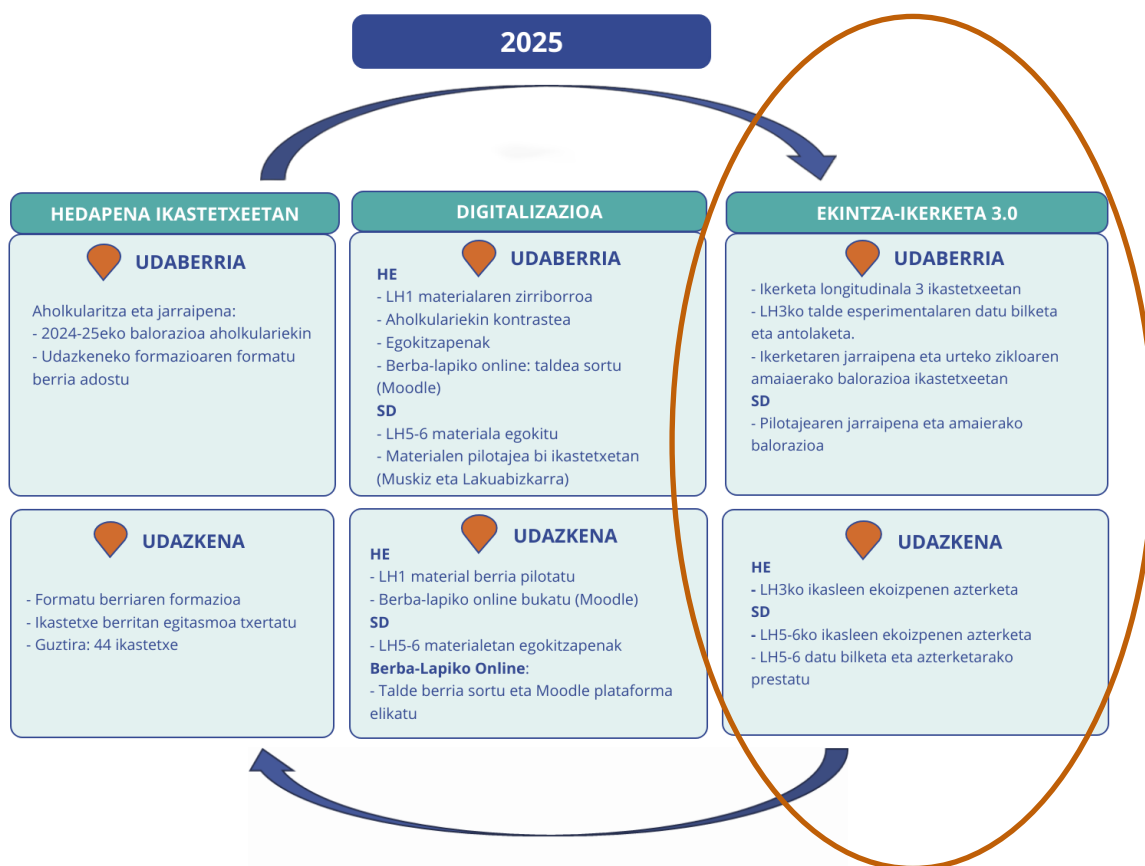 2025
HEDAPENA IKASTETXEETAN
UDABERRIA
Aholkularitza eta jarraipena:
- 2024-25eko balorazioa aholkulariekin
- Udazkeneko formazioaren formatu
berria adostu
UDAZKENA
- Formatu berriaren formazioa
- Ikastetxe berritan egitasmoa txertatu
- Guztira: 44 ikastetxe
DIGITALIZAZIOA
UDABERRIA
HE
- LH1 materialaren zirriborroa
- Aholkulariekin kontrastea
- Egokitzapenak
- Berba-lapiko online: taldea sortu
(Moodle)
SD
- LH5-6 materiala egokitu
- Materialen pilotajea bi ikastetxetan
(Muskiz eta Lakuabizkarra)
UDAZKENA
HE
- LH1 material berria pilotatu
- Berba-lapiko online bukatu (Moodle)
SD
- LH5-6 materialetan egokitzapenak
Berba-Lapiko Online:
- Talde berria sortu eta Moodle plataforma
elikatu
EKINTZA-IKERKETA 3.0
UDABERRIA
- Ikerketa longitudinala 3 ikastetxeetan
- LH3ko talde esperimentalaren datu bilketa
eta antolaketa.
- Ikerketaren jarraipena eta urteko zikloaren
amaiaerako balorazioa ikastetxeetan
SD
- Pilotajearen jarraipena eta amaierako
balorazioa
UDAZKENA
HE
- LH3ko ikasleen ekoizpenen azterketa
SD
- LH5-6ko ikasleen ekoizpenen azterketa
- LH5-6 datu bilketa eta azterketarako
prestatu